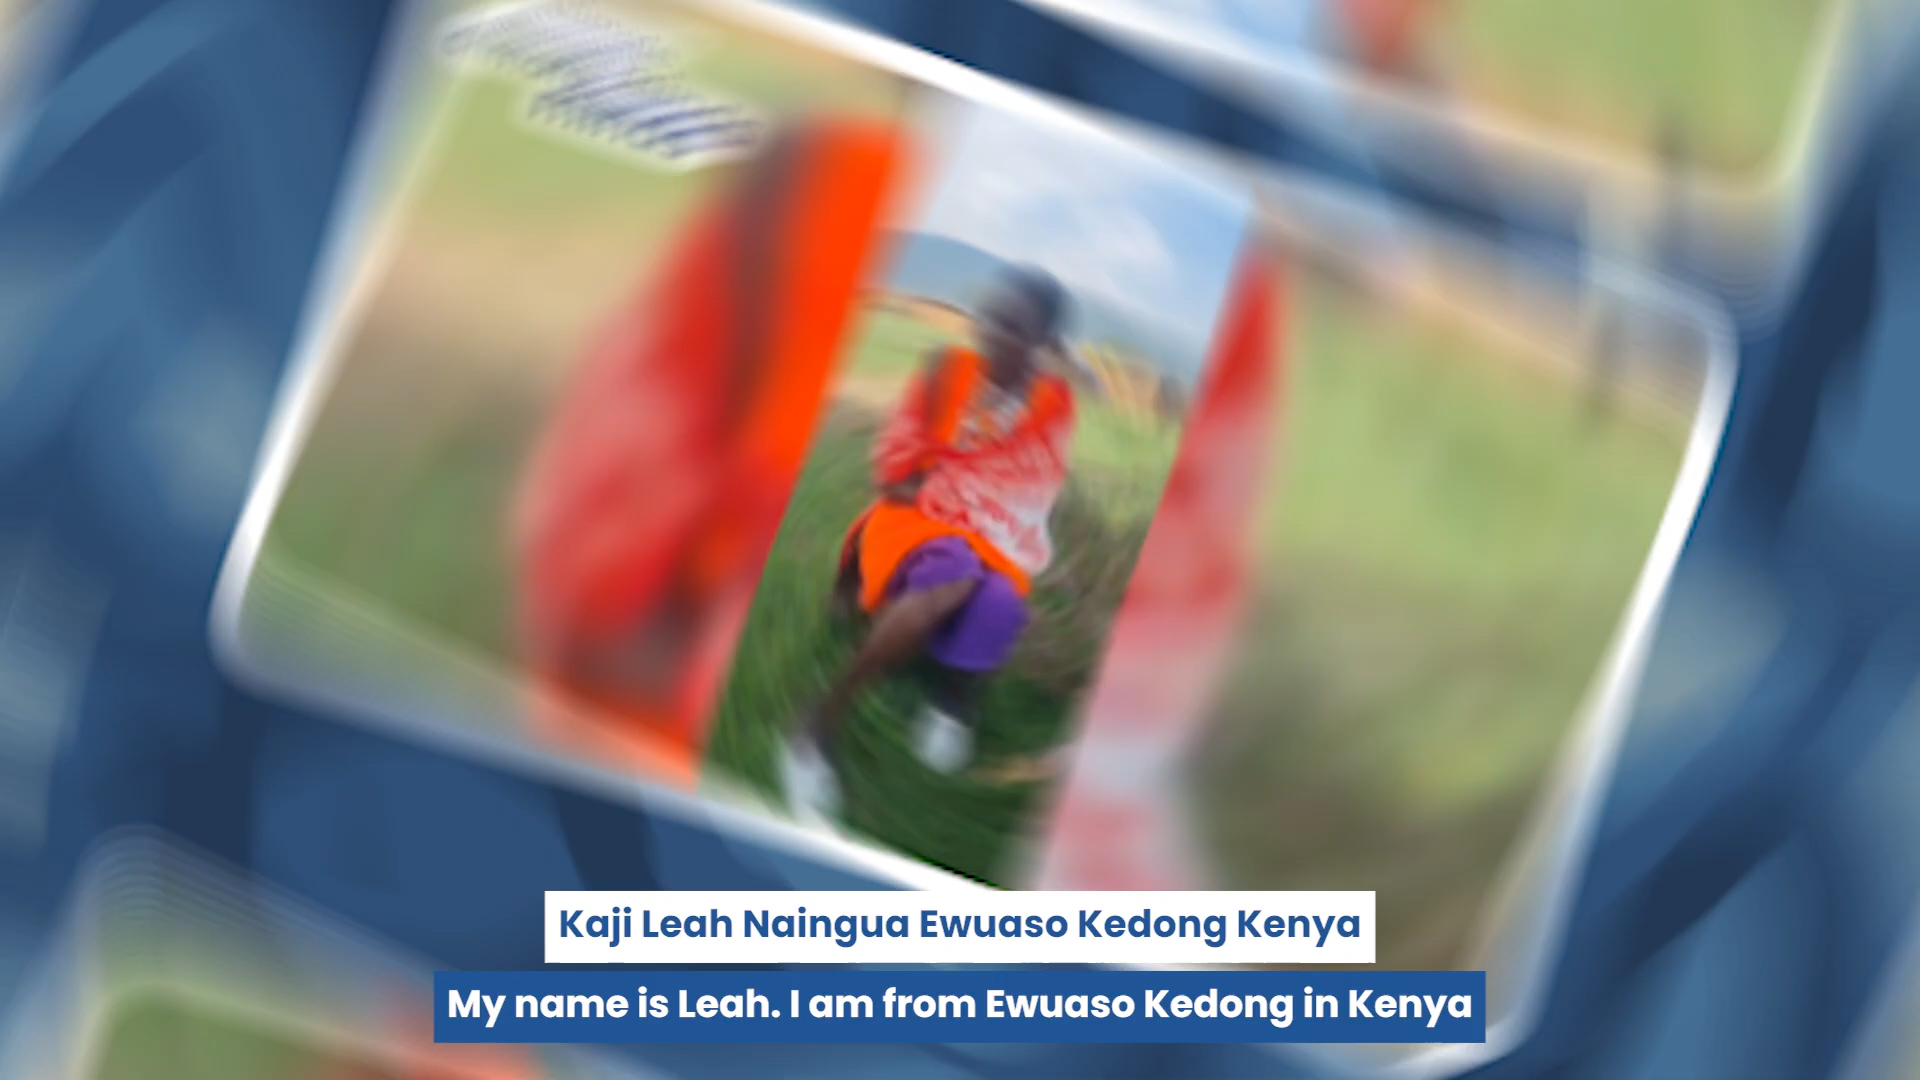 Kaji Leah Naingua Ewuaso Kedong Kenya
My name is Leah. I am from Ewuaso Kedong in Kenya